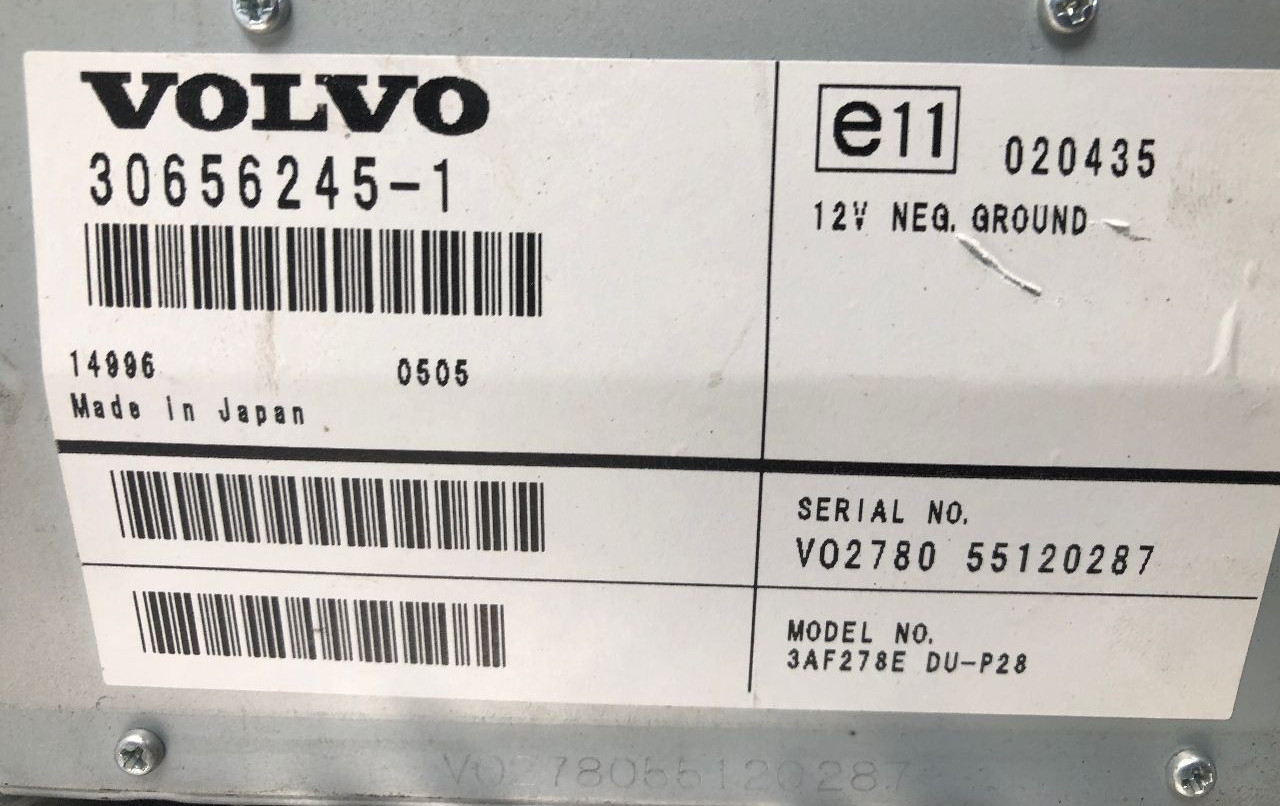 VOLVO
30656245-1
14996 0505
Made in Japan
e11 020435
12V NEG. GROUND
SERIAL NO.
VO2780 55120287
MODEL NO.
3AF278E DU-P28
VO278055120287